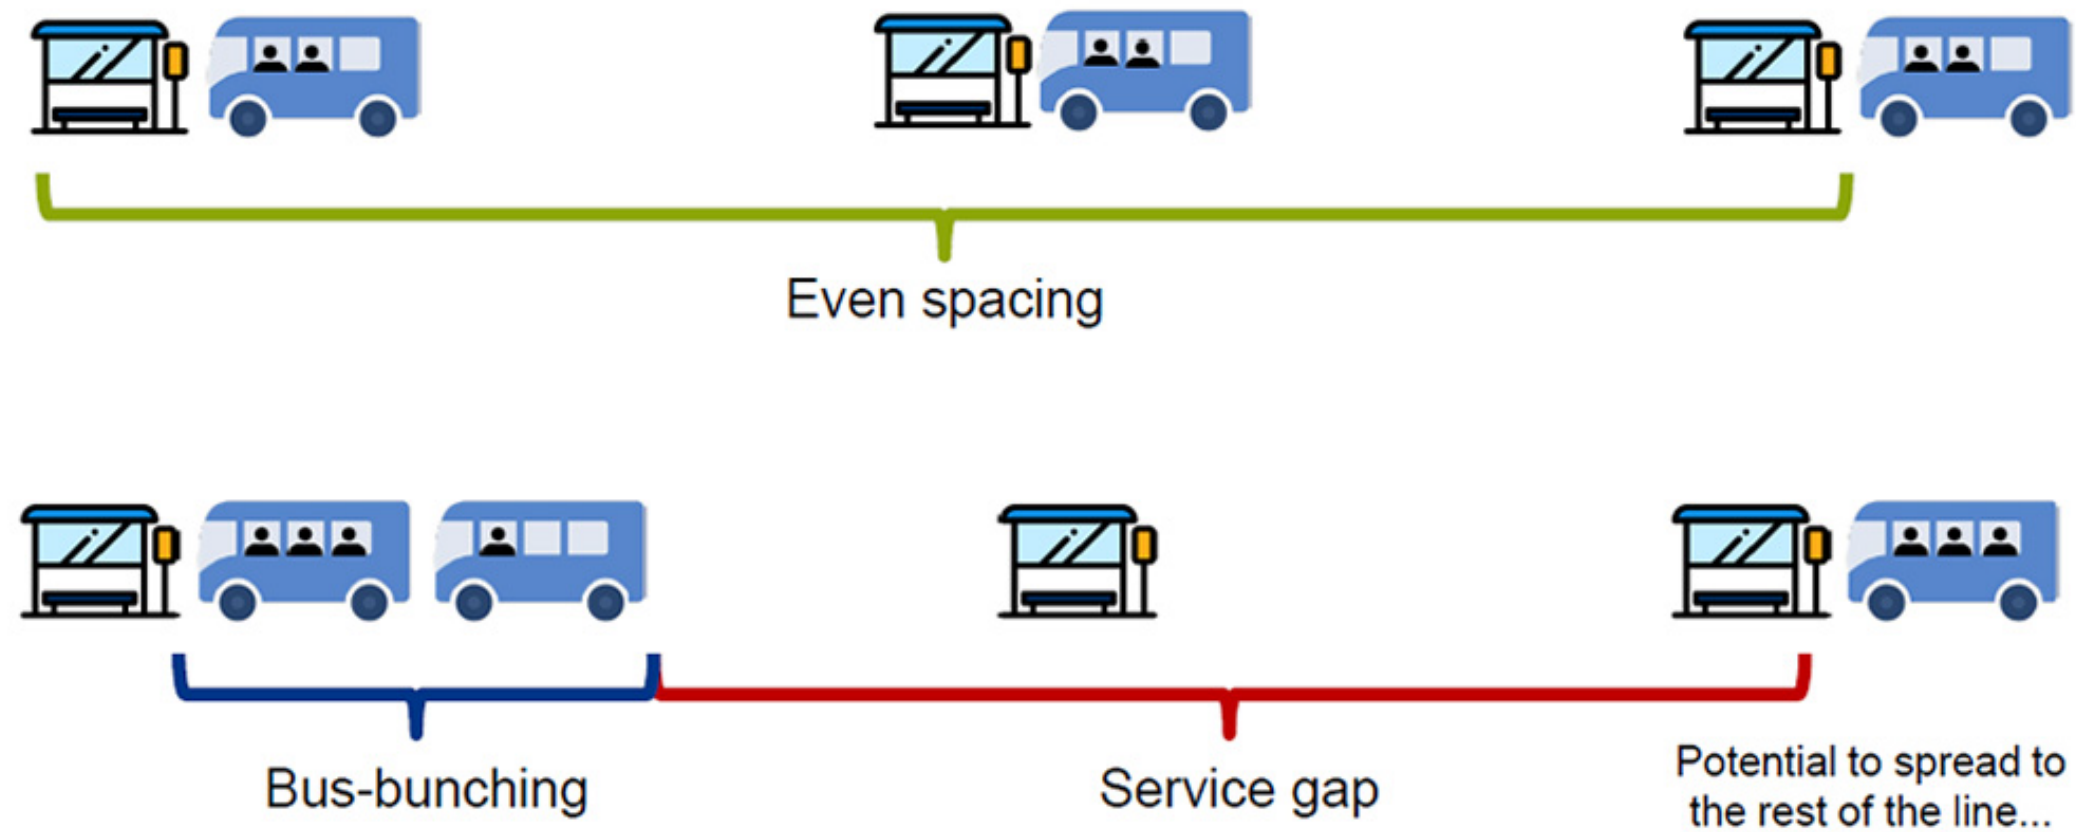 Even spacing
Bus-bunching
Service gap
Potential to spread to
the rest of the line...